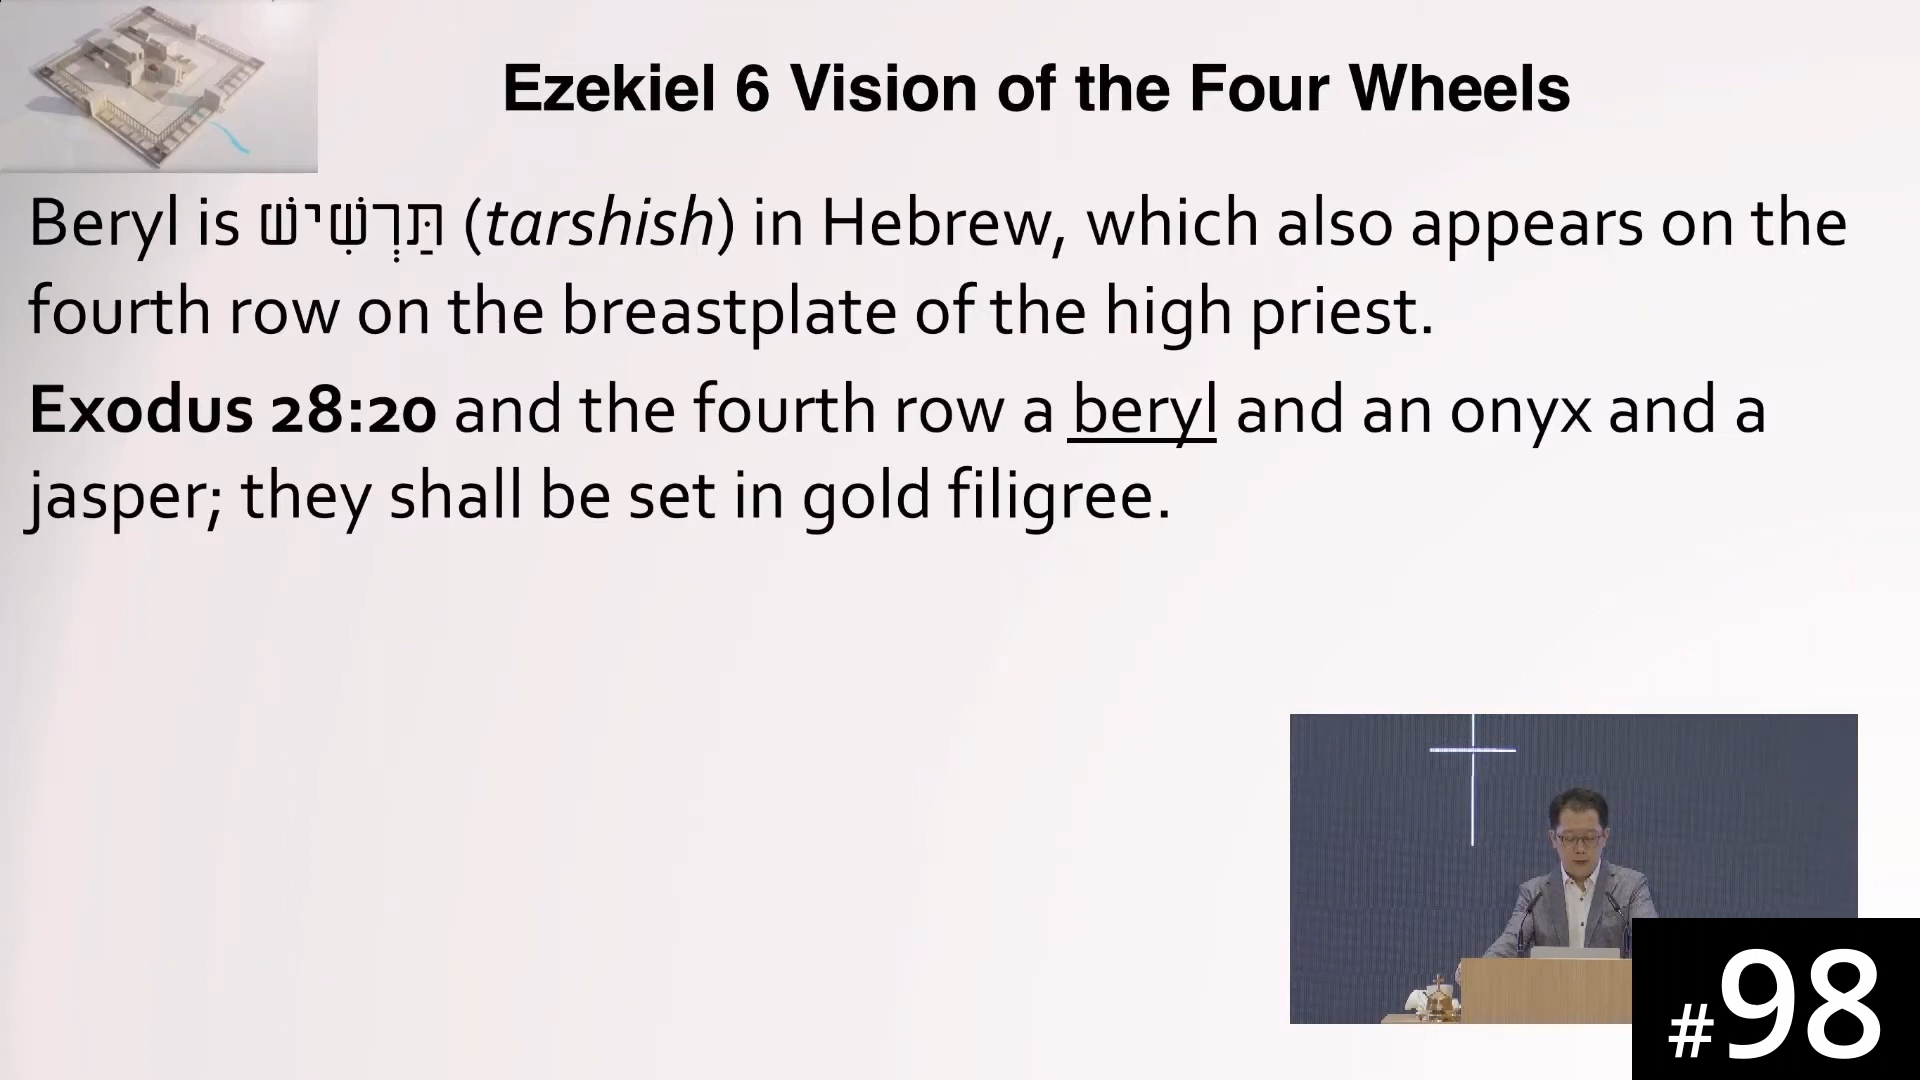 Ezekiel 6 Vision of the Four Wheels
Beryl is תַּרְשִׁישׁ (tarshish) in Hebrew, which also appears on the
fourth row on the breastplate of the high priest.
Exodus 28:20 and the fourth row a beryl and an onyx and a
jasper; they shall be set in gold filigree.
#98